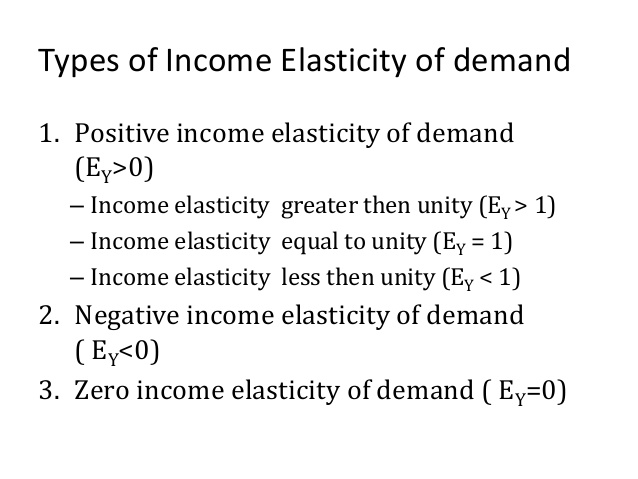 Types of Income Elasticity of demand
1. Positive income elasticity of demand
(EY>0)
– Income elasticity greater then unity (EY > 1)
– Income elasticity equal to unity (EY = 1)
– Income elasticity less then unity (EY < 1)
2. Negative income elasticity of demand
( EY<0)
3. Zero income elasticity of demand ( EY=0)